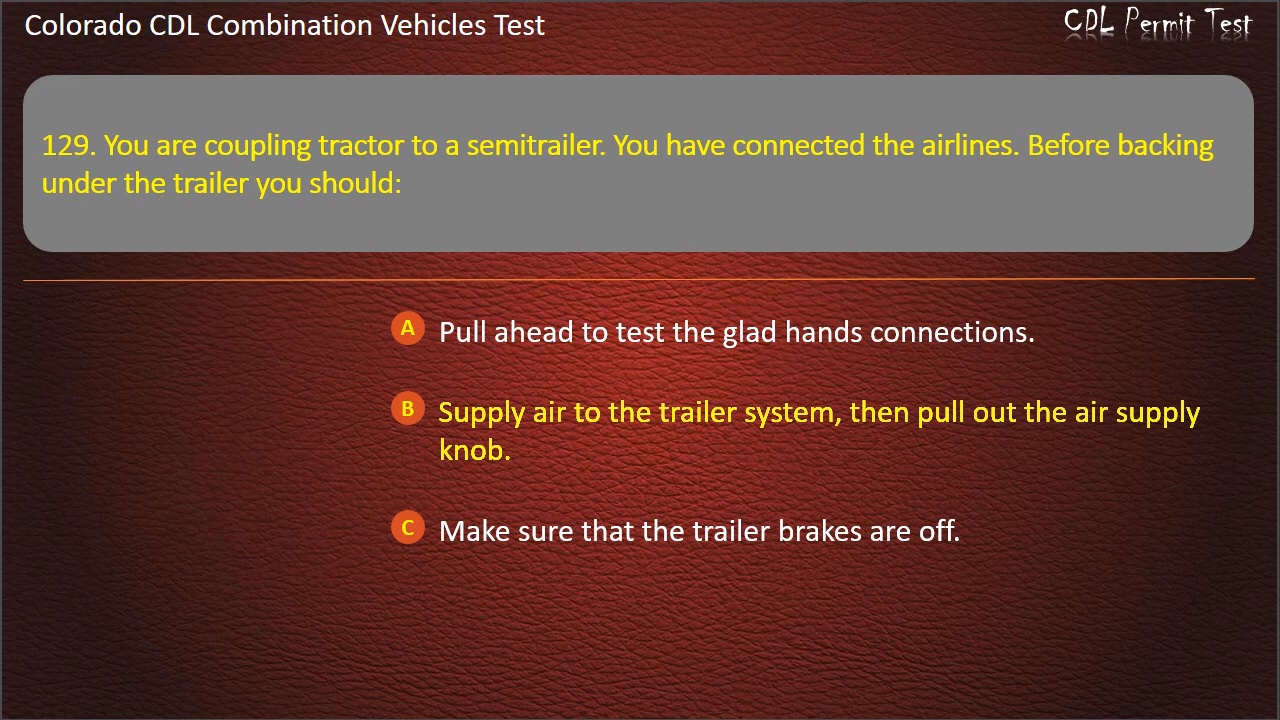 Colorado CDL Combination Vehicles Test
CDL Permit Test
129. You are coupling tractor to a semitrailer. You have connected the airlines. Before backing
under the trailer you should:
A Pull ahead to test the glad hands connections.
B Supply air to the trailer system, then pull out the air supply
knob.
C Make sure that the trailer brakes are off.